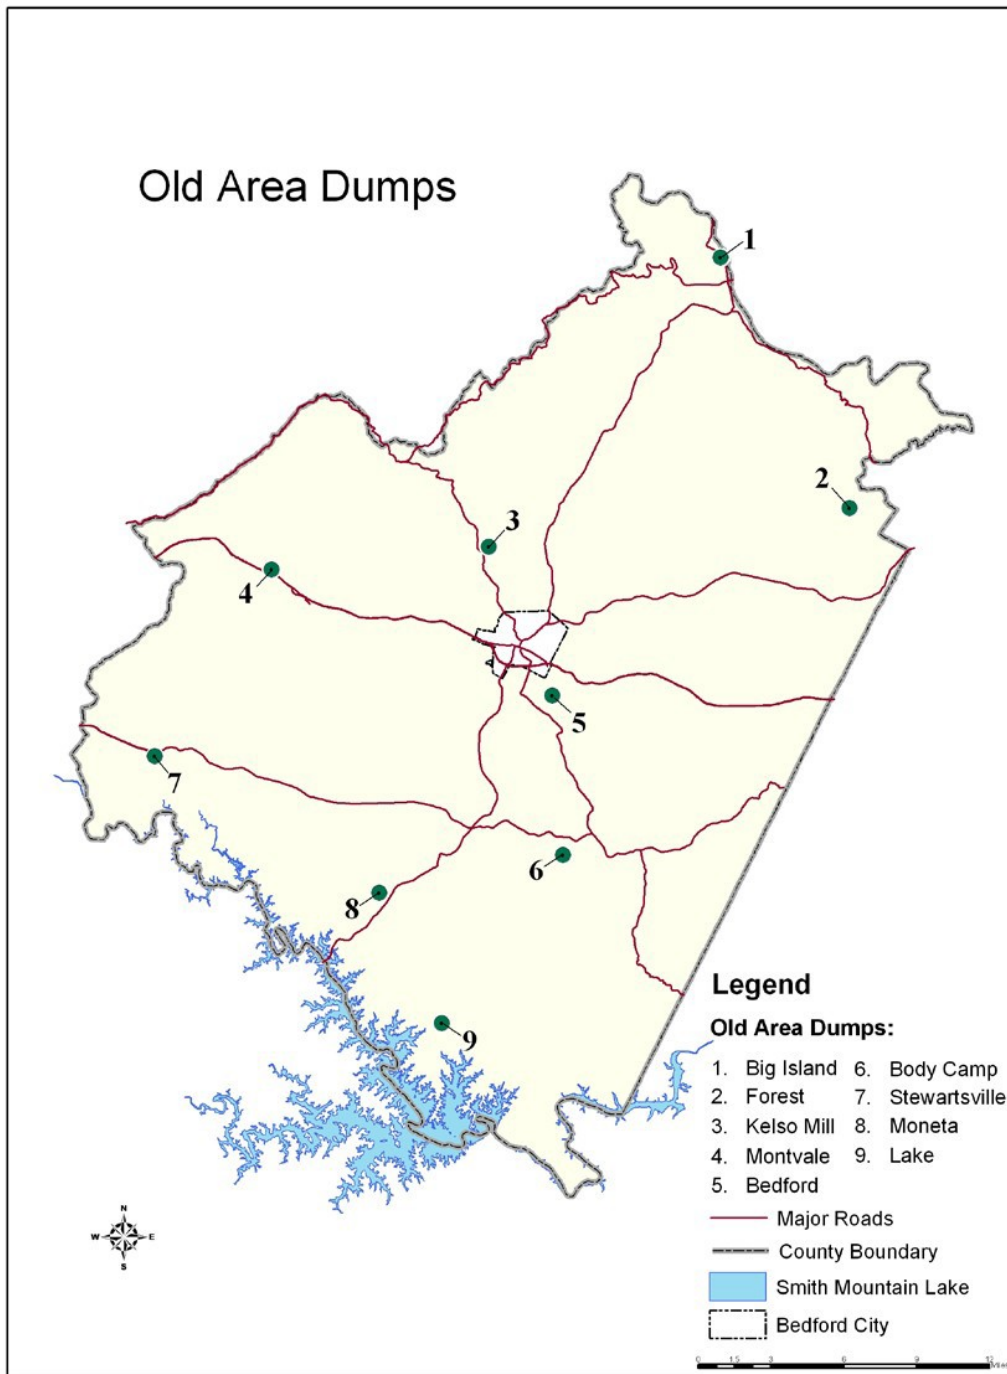 Old Area Dumps
1
2
3
4
5
7
6
8
9
Legend
Old Area Dumps:
1. Big Island 6. Body Camp
2. Forest 7. Stewartsville
3. Kelso Mill 8. Moneta
4. Montvale 9. Lake
5. Bedford
Major Roads
County Boundary
Smith Mountain Lake
Bedford City
N
W E
S
0 1.5 3 6 9 12